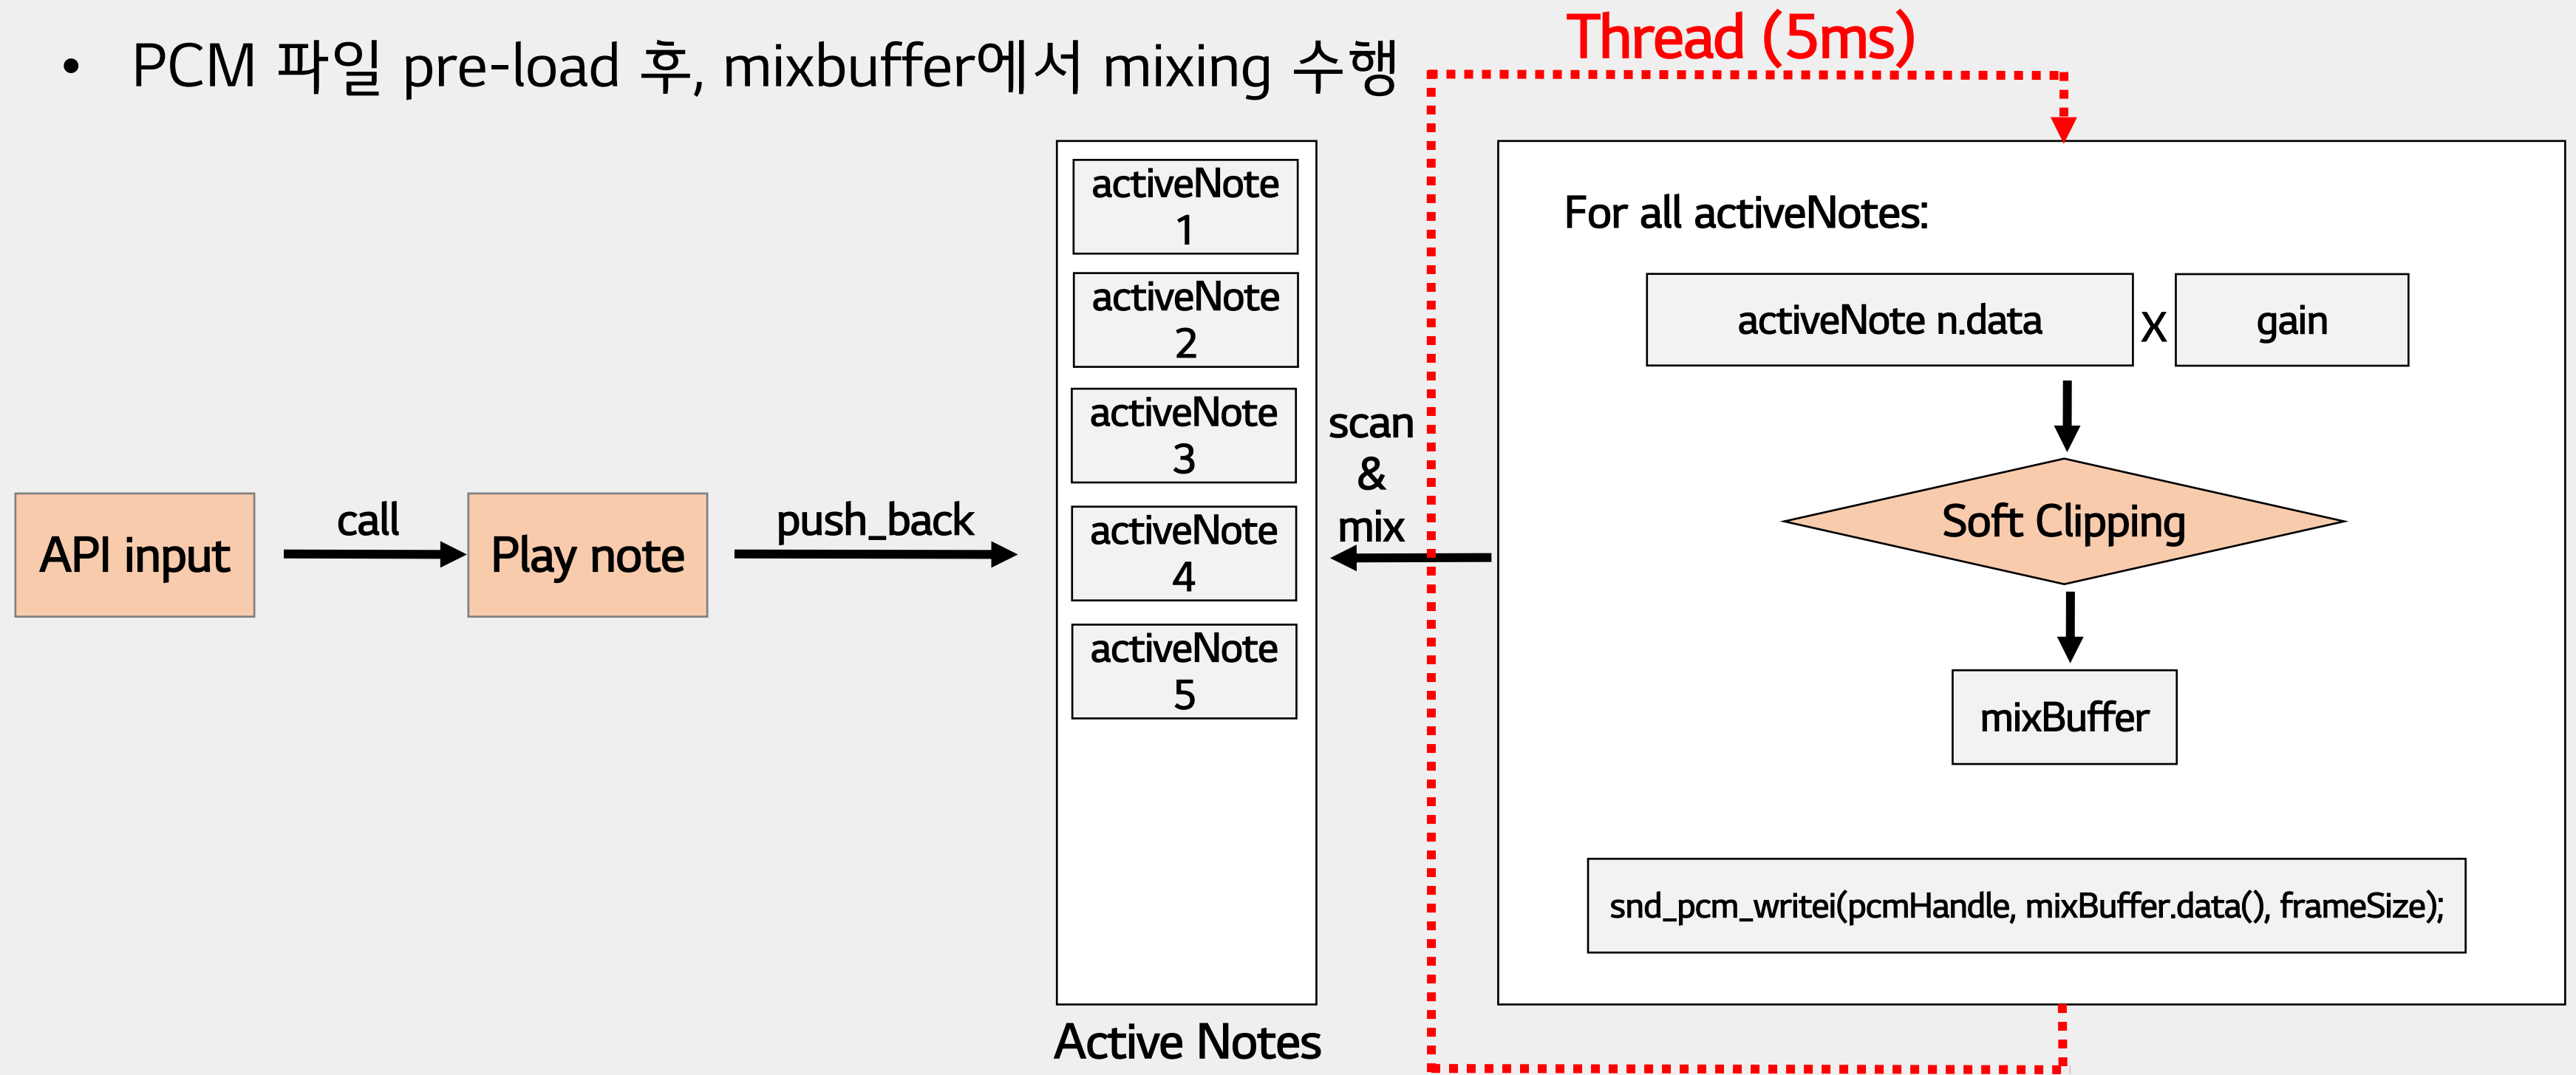 • PCM 파일 pre-load 후, mixbuffer에서 mixing 수행
Thread (5ms)
API input
call
Play note
push_back
activeNote
1
activeNote
2
activeNote
3
activeNote
4
activeNote
5
Active Notes
scan
&
mix
For all activeNotes:
activeNote n.data x gain
Soft Clipping
mixBuffer
snd_pcm_writei(pcmHandle, mixBuffer.data(), frameSize);